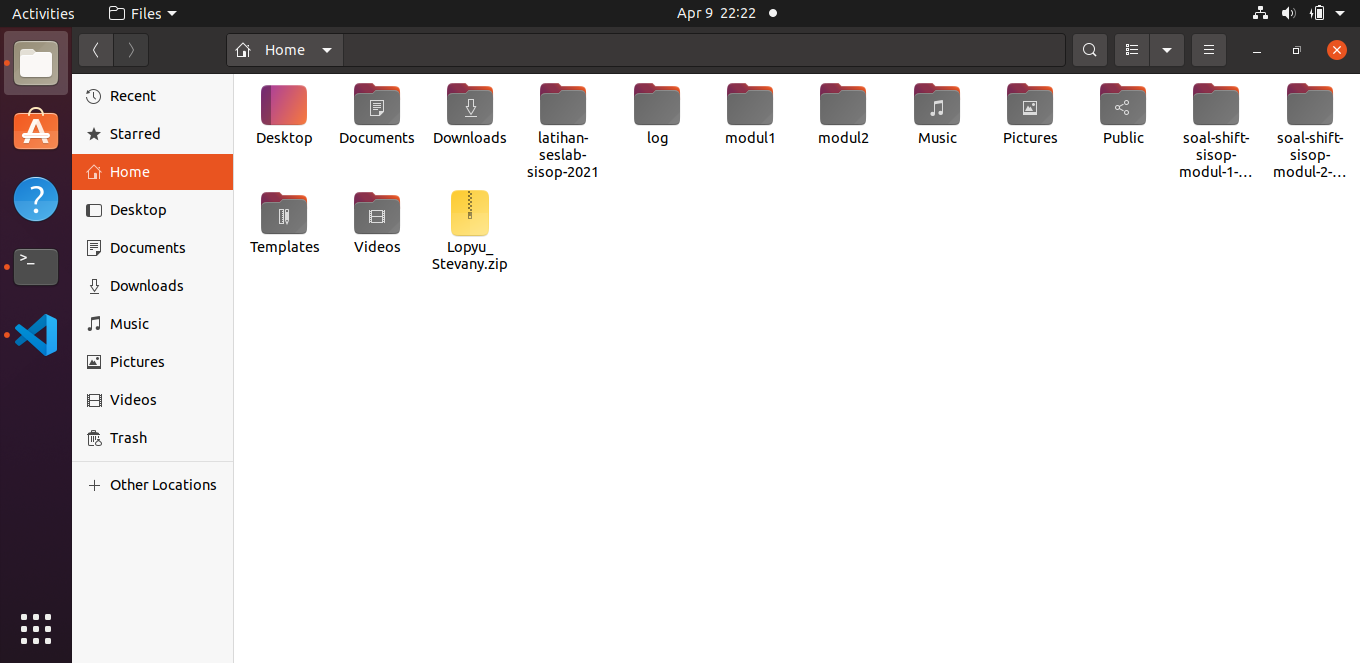 Activities
Files
Apr 9 22:22
Home
Recent
Starred
Home
Desktop
Documents
Downloads
Music
Pictures
Videos
Trash
Other Locations
Desktop
Documents
Downloads
latihan-
seslab-
sisop-2021
log
modul1
modul2
Music
Pictures
Public
soal-shift-
sisop-
modul-1-...
soal-shift-
sisop-
modul-2-...
Templates
Videos
Lopyu_
Stevany.zip